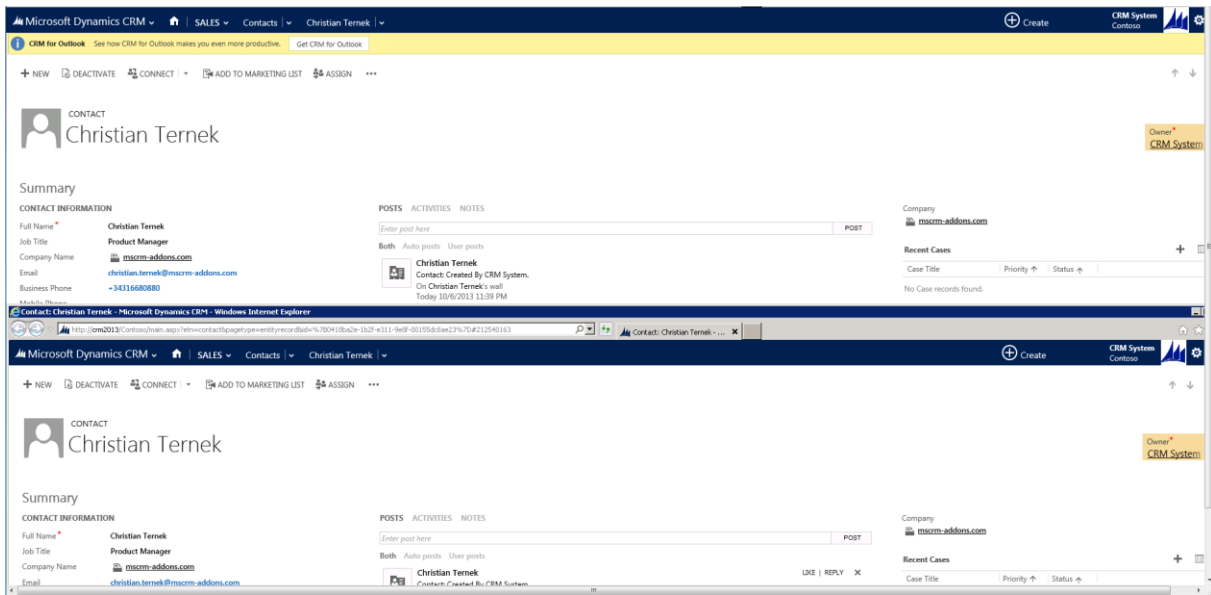 Microsoft Dynamics CRM SALES Contacts Christian Ternek Create CRM System Contoso
CRM for Outlook See how CRM for Outlook makes you even more productive. Get CRM for Outlook
NEW DEACTIVATE CONNECT ADD TO MARKETING LIST ASSIGN •••
CONTACT
Christian Ternek
Owner*
CRM System
Summary
CONTACT INFORMATION
Full Name* Christian Ternek
Job Title Product Manager
Company Name mscrm-addons.com
Email christian.ternek@mscrm-addons.com
Business Phone +34316680880
Mobile Phone
POSTS ACTIVITIES NOTES
Enter post here POST
Both Auto posts User posts
Christian Ternek
Contact: Created By CRM System.
On Christian Ternek's wall
Today 10/6/2013 11:39 PM
Company
mscrm-addons.com
Recent Cases
Case Title Priority Status
No Case records found.
Contact: Christian Ternek - Microsoft Dynamics CRM - Windows Internet Explorer
Contact: Christian Ternek - ...
Microsoft Dynamics CRM SALES Contacts Christian Ternek Create CRM System Contoso
NEW DEACTIVATE CONNECT ADD TO MARKETING LIST ASSIGN •••
CONTACT
Christian Ternek
Owner*
CRM System
Summary
CONTACT INFORMATION
Full Name* Christian Ternek
Job Title Product Manager
Company Name mscrm-addons.com
Email christian.ternek@mscrm-addons.com
POSTS ACTIVITIES NOTES
Enter post here POST
Both Auto posts User posts
Christian Ternek LIKE | REPLY X
Contact: Created By CRM System.
Company
mscrm-addons.com
Recent Cases
Case Title Priority Status